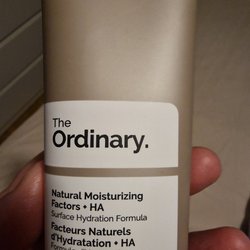 The
Ordinary.
Natural Moisturizing
Factors + HA
Surface Hydration Formula
Facteurs Naturels
d'Hydratation + HA